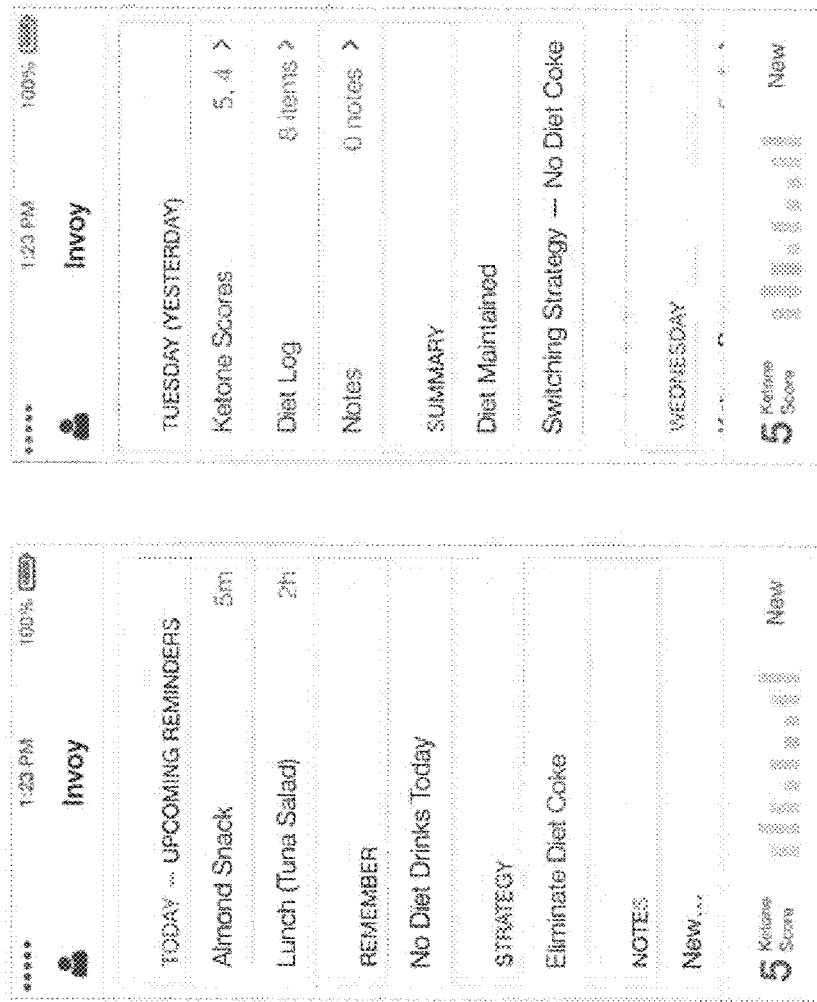 1:23 PM 100%
Invoy
TODAY -- UPCOMING REMINDERS
Almond Snack 5m
Lunch (Tuna Salad) 2h
REMEMBER
No Diet Drinks Today
STRATEGY
Eliminate Diet Coke
NOTES
New...
5 Ketone Score New
1:23 PM 100%
Invoy
TUESDAY (YESTERDAY)
Ketone Scores 5, 4 >
Diet Log 8 items >
Notes 0 notes >
SUMMARY
Diet Maintained
Switching Strategy — No Diet Coke
WEDNESDAY
5 Ketone Score New